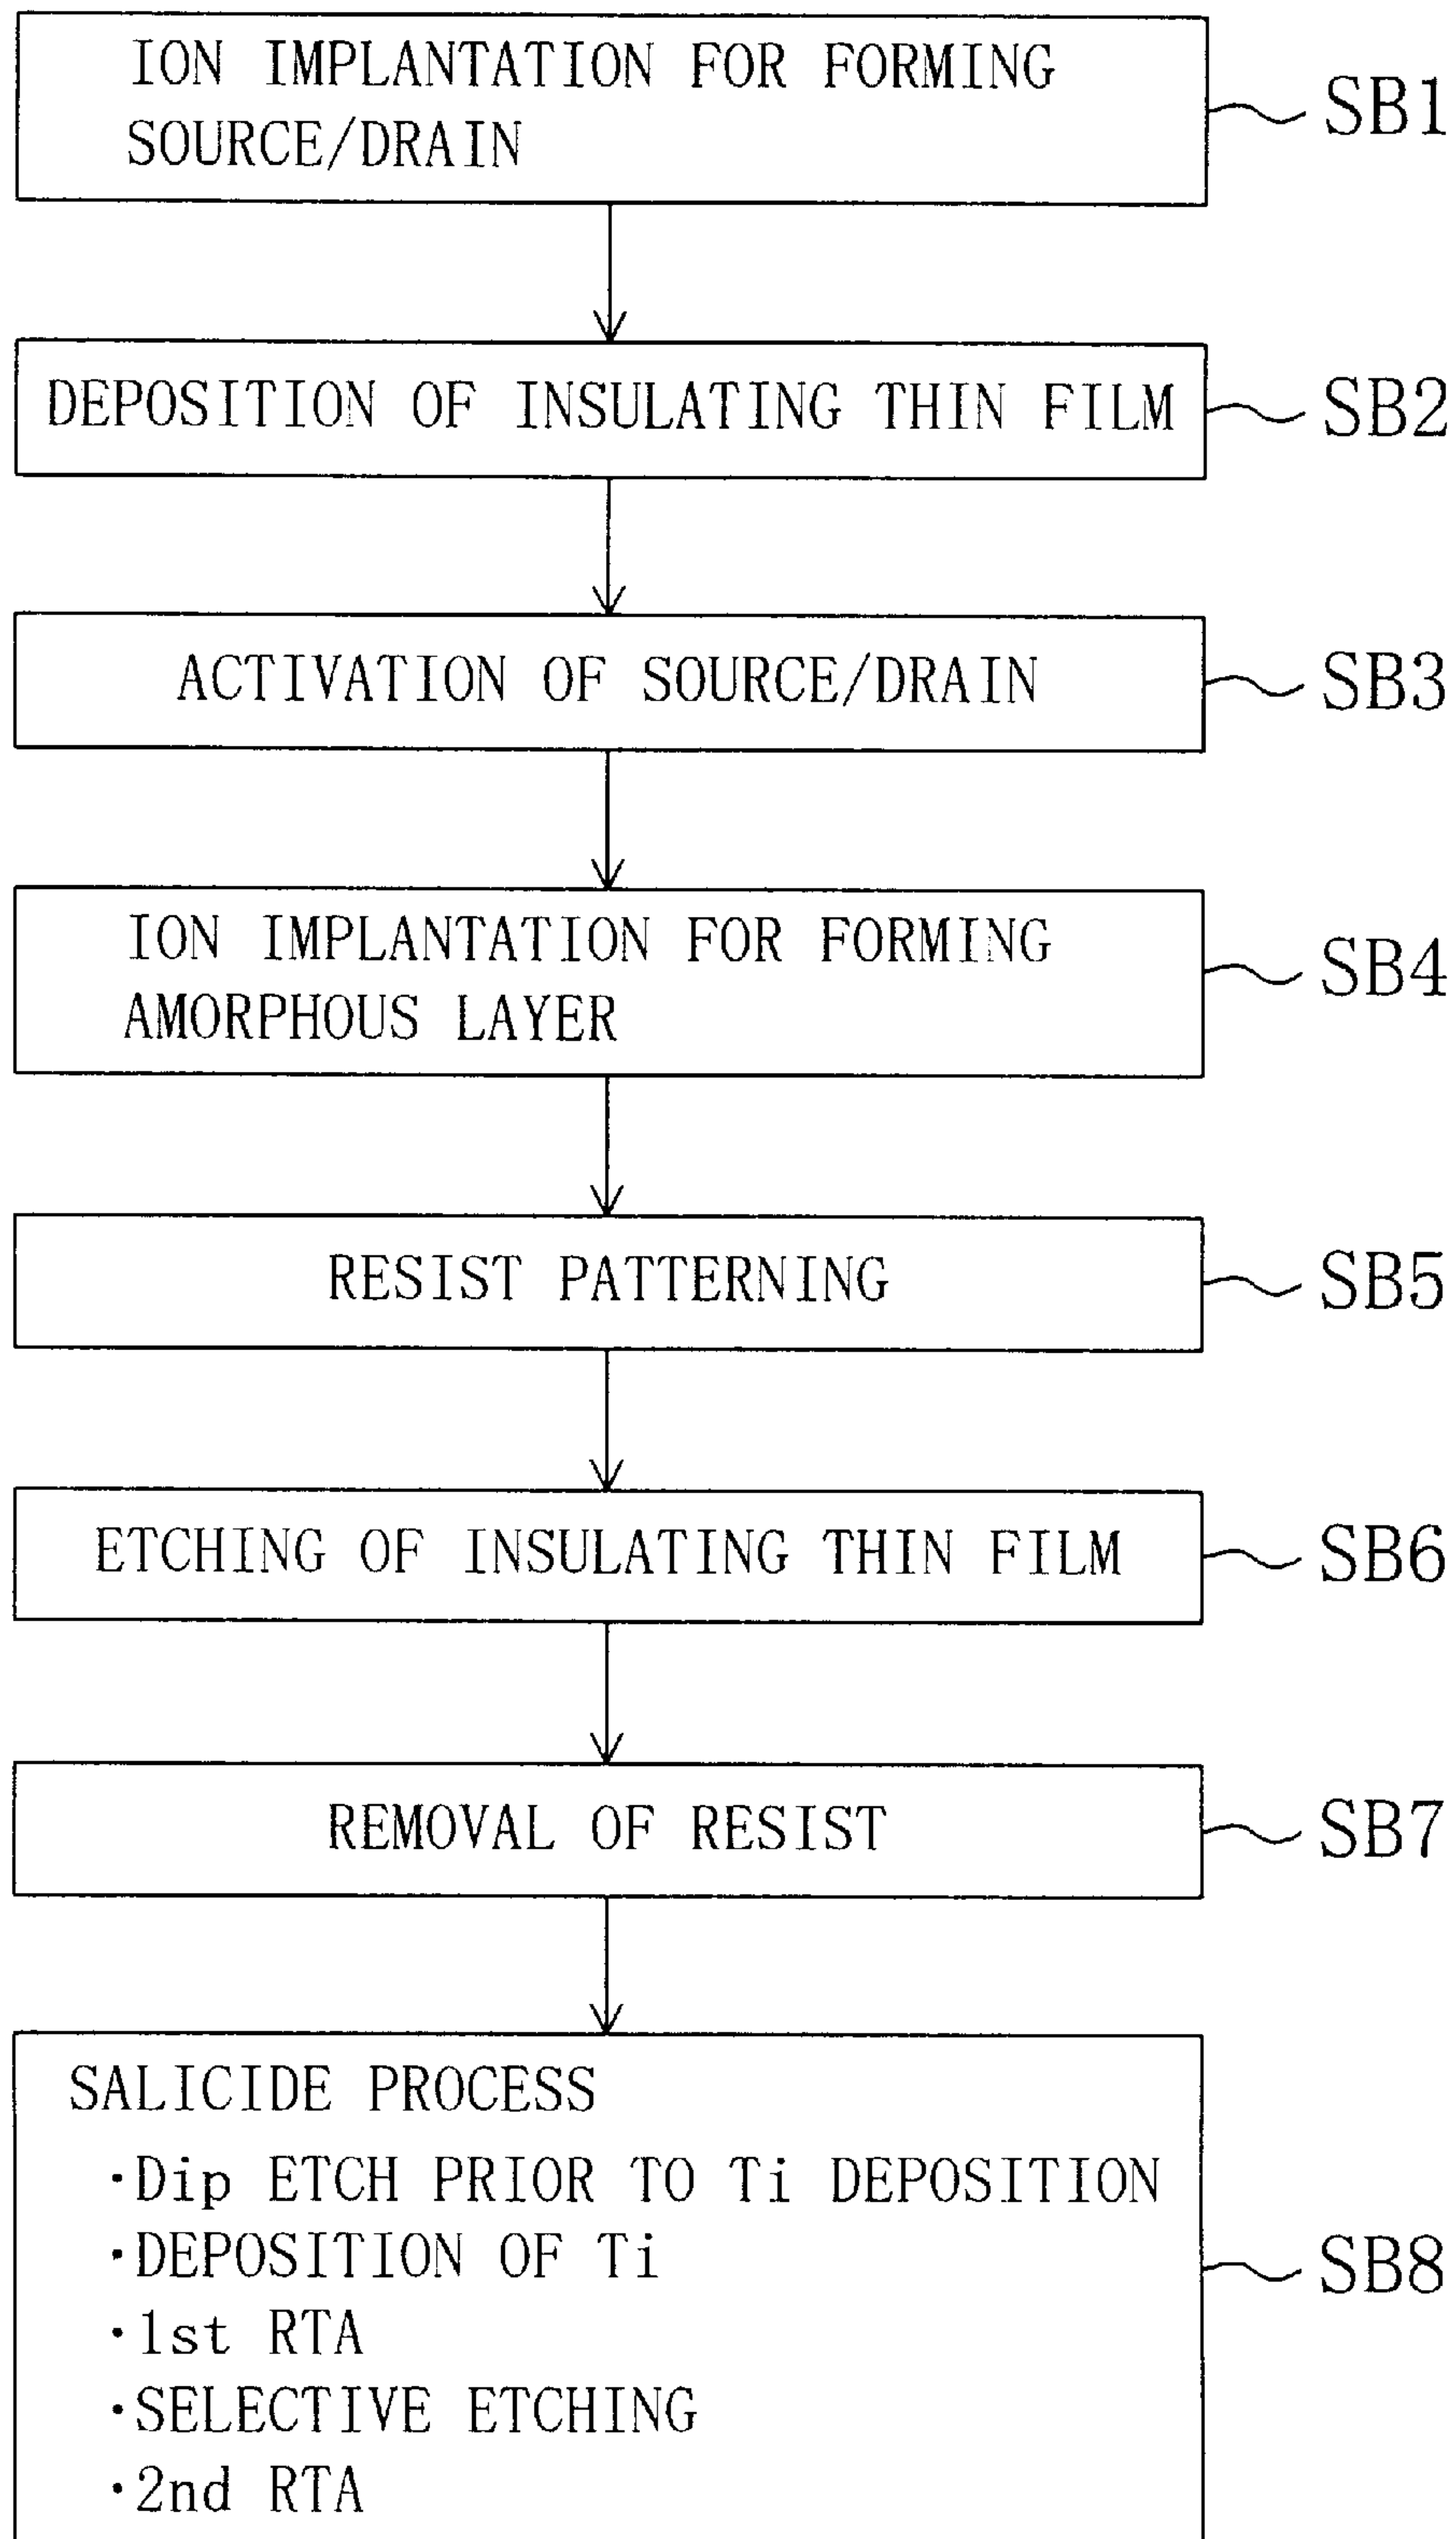 ION IMPLANTATION FOR FORMING
SOURCE/DRAIN
SB1
DEPOSITION OF INSULATING THIN FILM
SB2
ACTIVATION OF SOURCE/DRAIN
SB3
ION IMPLANTATION FOR FORMING
AMORPHOUS LAYER
SB4
RESIST PATTERNING
SB5
ETCHING OF INSULATING THIN FILM
SB6
REMOVAL OF RESIST
SB7
SALICIDE PROCESS
·Dip ETCH PRIOR TO Ti DEPOSITION
·DEPOSITION OF Ti
·1st RTA
·SELECTIVE ETCHING
·2nd RTA
SB8